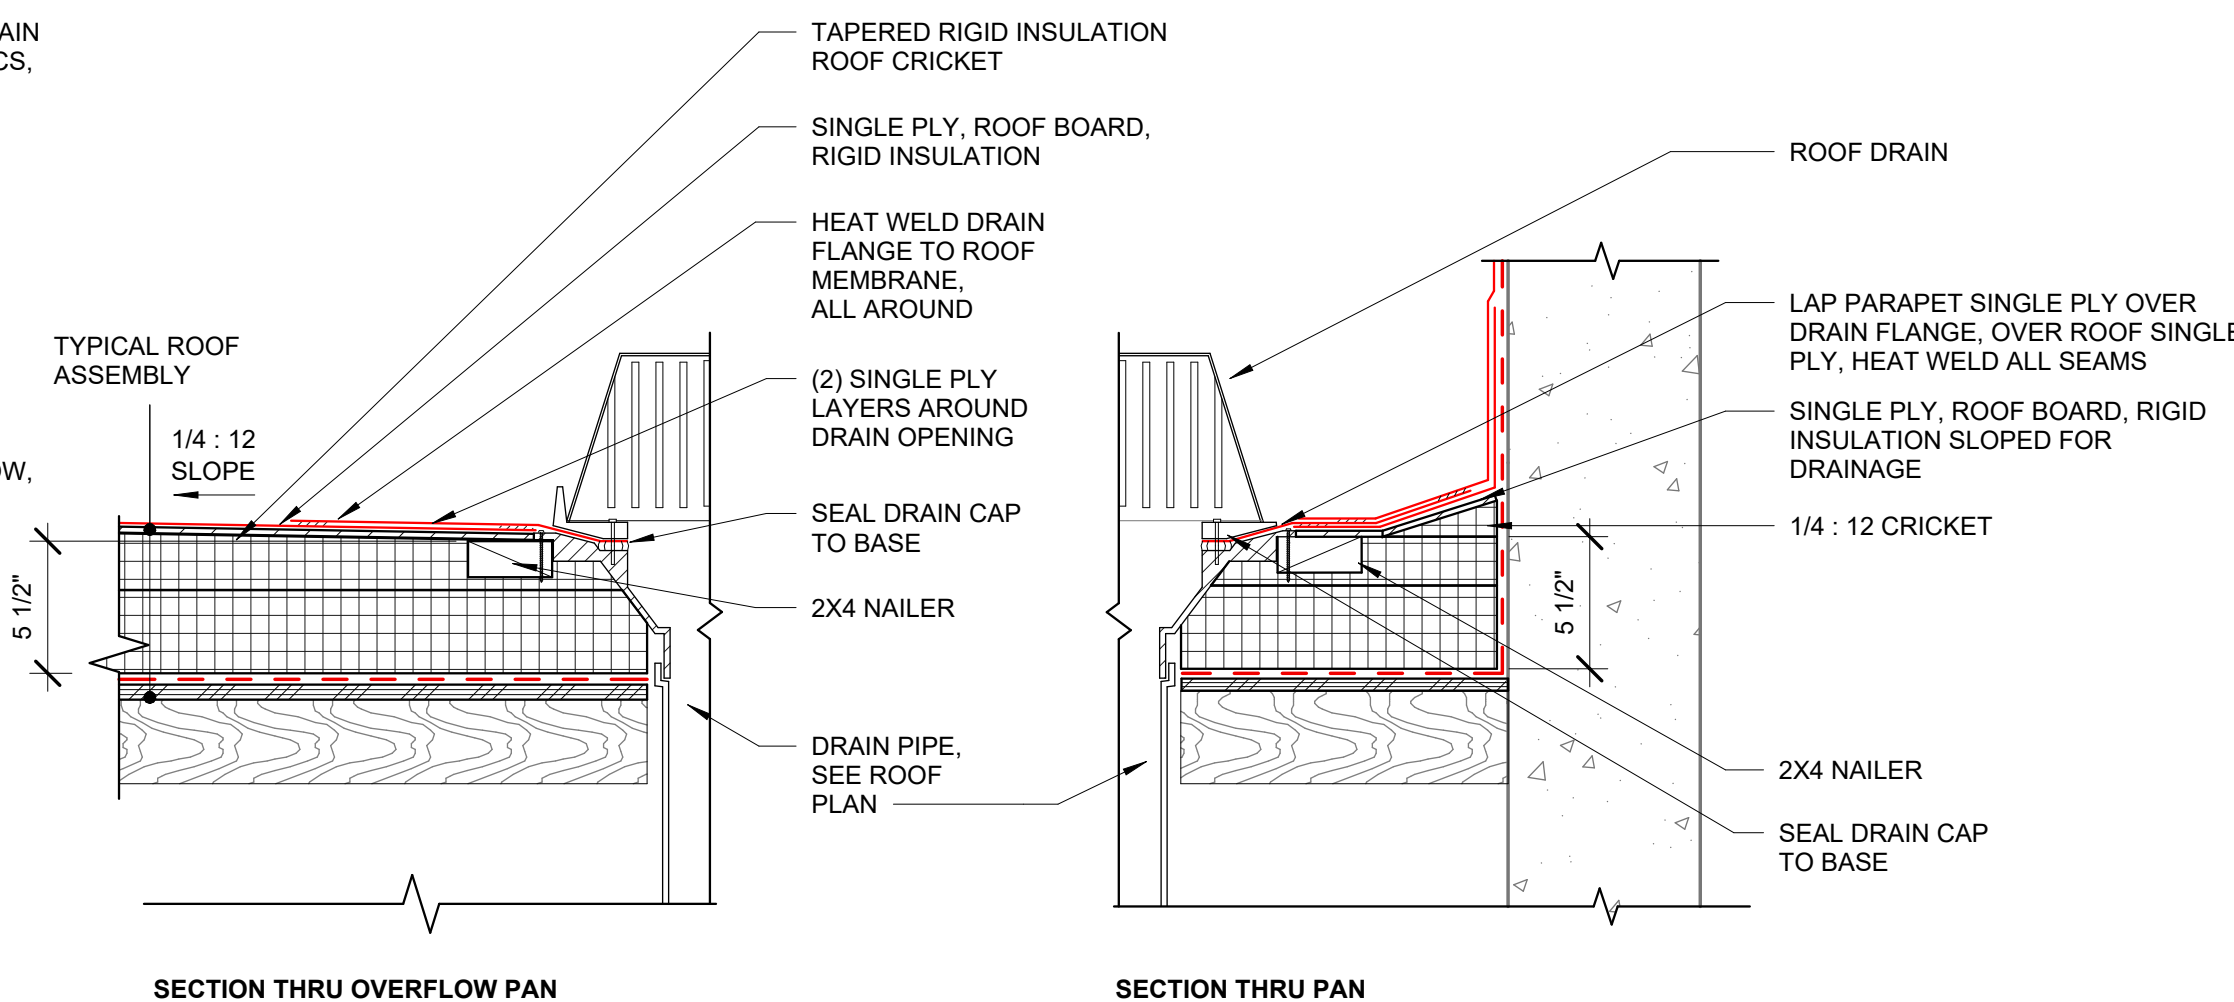 TAPERED RIGID INSULATION
ROOF CRICKET
SINGLE PLY, ROOF BOARD,
RIGID INSULATION
HEAT WELD DRAIN
FLANGE TO ROOF
MEMBRANE,
ALL AROUND
TYPICAL ROOF
ASSEMBLY
(2) SINGLE PLY
LAYERS AROUND
DRAIN OPENING
1/4 : 12
SLOPE
SEAL DRAIN CAP
TO BASE
5 1/2"
2X4 NAILER
DRAIN PIPE,
SEE ROOF
PLAN
SECTION THRU OVERFLOW PAN
ROOF DRAIN
LAP PARAPET SINGLE PLY OVER
DRAIN FLANGE, OVER ROOF SINGLE
PLY, HEAT WELD ALL SEAMS
SINGLE PLY, ROOF BOARD, RIGID
INSULATION SLOPED FOR
DRAINAGE
1/4 : 12 CRICKET
5 1/2"
2X4 NAILER
SEAL DRAIN CAP
TO BASE
SECTION THRU PAN